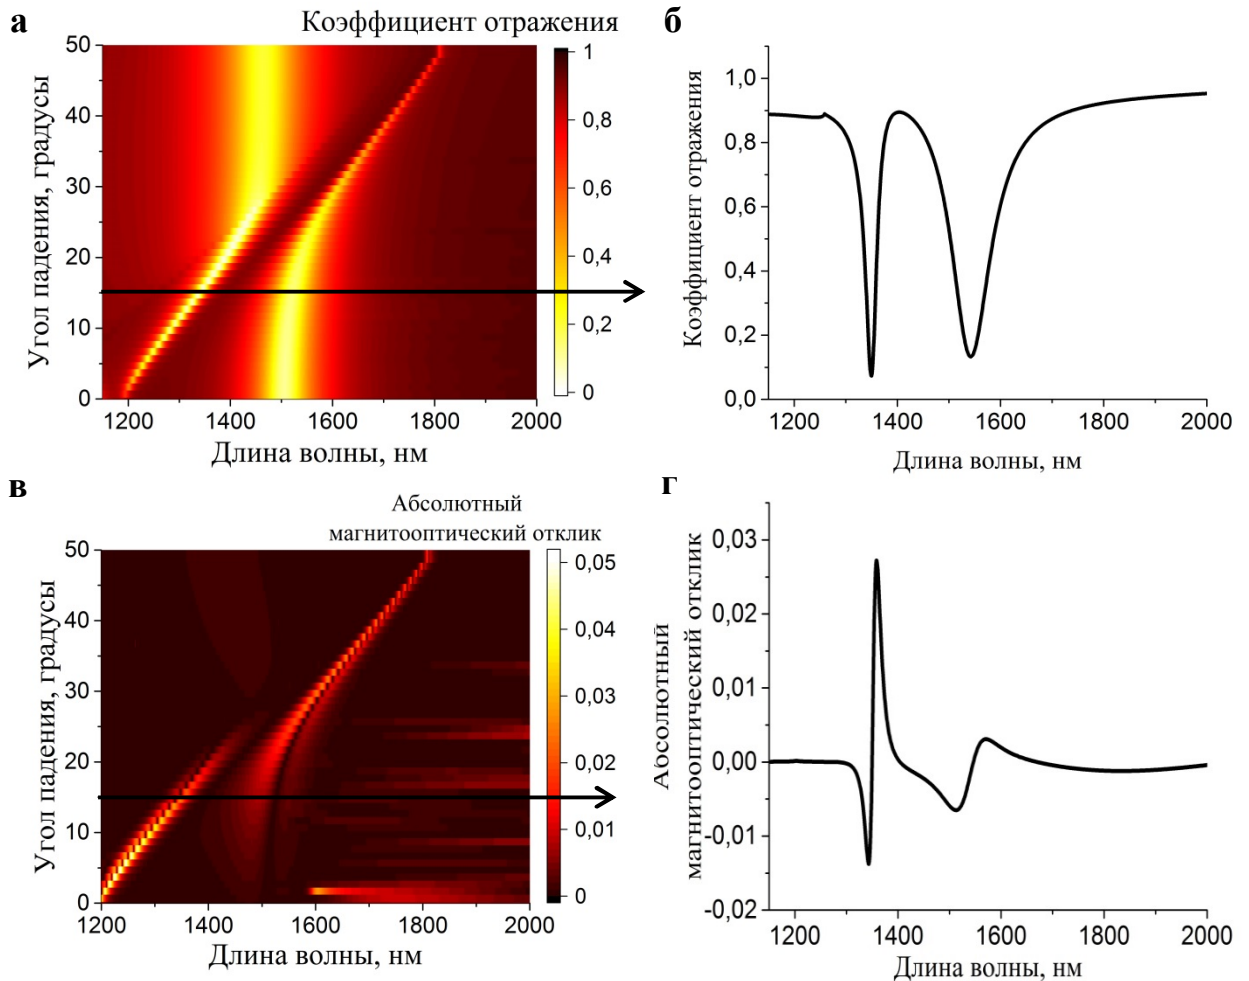 а
Коэффициент отражения
50
40
30
20
10
0
Угол падения, градусы
1200 1400 1600 1800 2000
Длина волны, нм
1
0,8
0,6
0,4
0,2
0
б
1,0
0,8
0,6
0,4
0,2
0,0
Коэффициент отражения
1200 1400 1600 1800 2000
Длина волны, нм
в
Абсолютный
магнитооптический отклик
50
40
30
20
10
0
Угол падения, градусы
1200 1400 1600 1800 2000
Длина волны, нм
0,05
0,04
0,03
0,02
0,01
0
г
0,03
0,02
0,01
0,00
-0,01
-0,02
Абсолютный
магнитооптический отклик
1200 1400 1600 1800 2000
Длина волны, нм